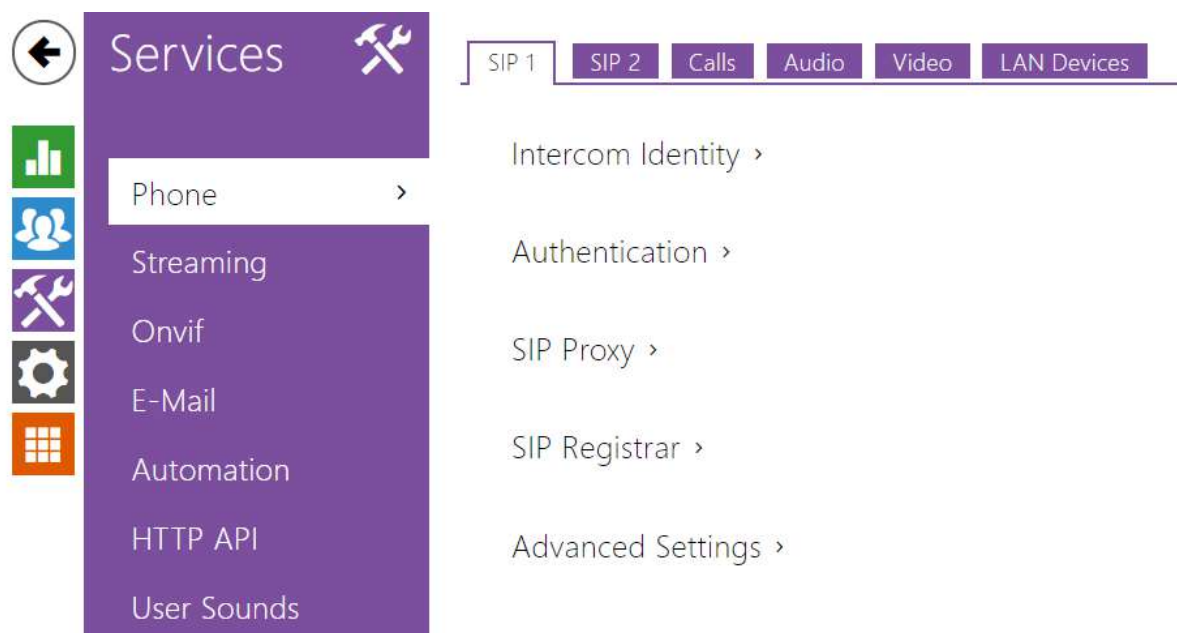 Services
Phone
Streaming
Onvif
E-Mail
Automation
HTTP API
User Sounds
SIP 1 SIP 2 Calls Audio Video LAN Devices
Intercom Identity
Authentication
SIP Proxy
SIP Registrar
Advanced Settings